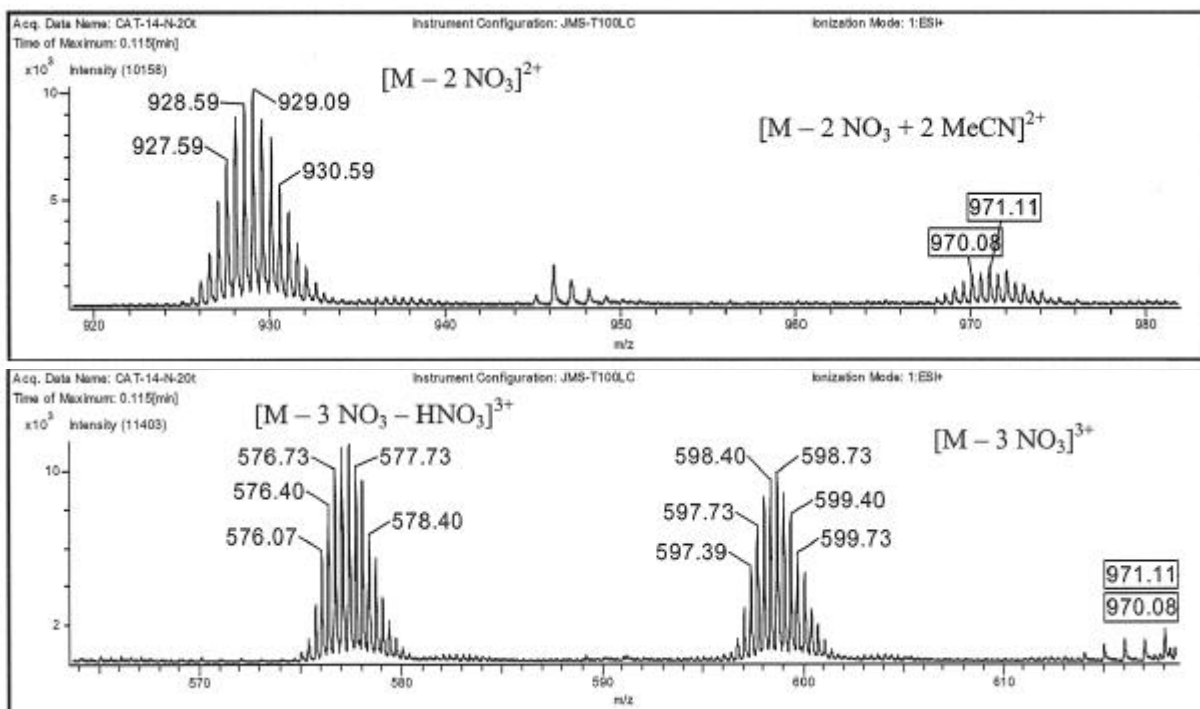 Acq. Data Name: CAT-14-N-20t Instrument Configuration: JMS-T100LC Ionization Mode: 1:ESI+
Time of Maximum: 0.115[min]
x10³ Intensity (10158)
[M – 2 NO₃]²⁺
10
928.59 929.09
[M – 2 NO₃ + 2 MeCN]²⁺
927.59
930.59
5
971.11
970.08
920 930 940 950 960 970 980
m/z
Acq. Data Name: CAT-14-N-20t Instrument Configuration: JMS-T100LC Ionization Mode: 1:ESI+
Time of Maximum: 0.115[min]
x10³ Intensity (11403)
[M – 3 NO₃ – HNO₃]³⁺
[M – 3 NO₃]³⁺
10
576.73 577.73 598.40 598.73
576.40 597.73 599.40
576.07 578.40 597.39 599.73
971.11
2 970.08
570 580 590 600 610
m/z